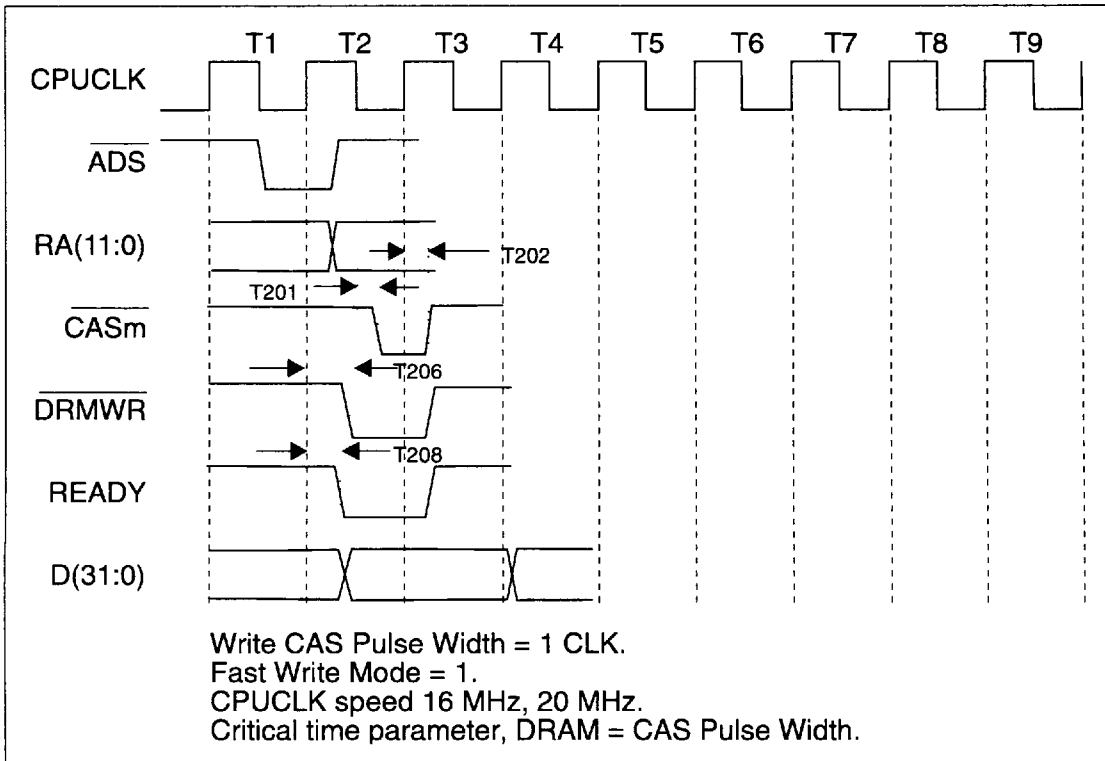 T1 T2 T3 T4 T5 T6 T7 T8 T9
CPUCLK
ADS
RA(11:0)
T202
T201
CASm
T206
DRMWR
T208
READY
D(31:0)
Write CAS Pulse Width = 1 CLK.
Fast Write Mode = 1.
CPUCLK speed 16 MHz, 20 MHz.
Critical time parameter, DRAM = CAS Pulse Width.